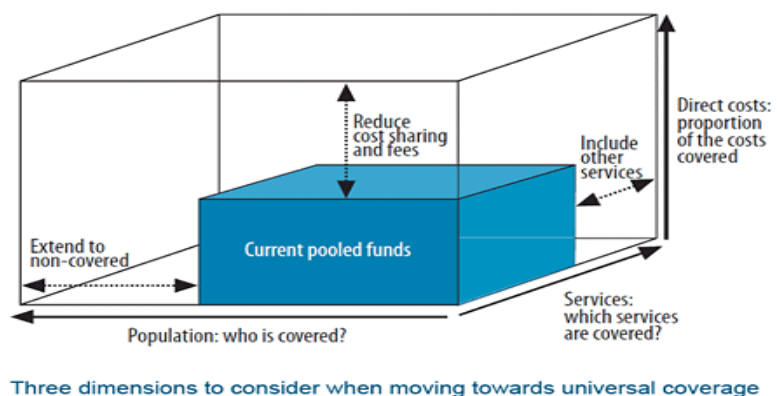 Reduce
cost sharing
and fees
Include
other
services
Direct costs:
proportion
of the costs
covered
Extend to
non-covered
Current pooled funds
Population: who is covered?
Services:
which services
are covered?
Three dimensions to consider when moving towards universal coverage